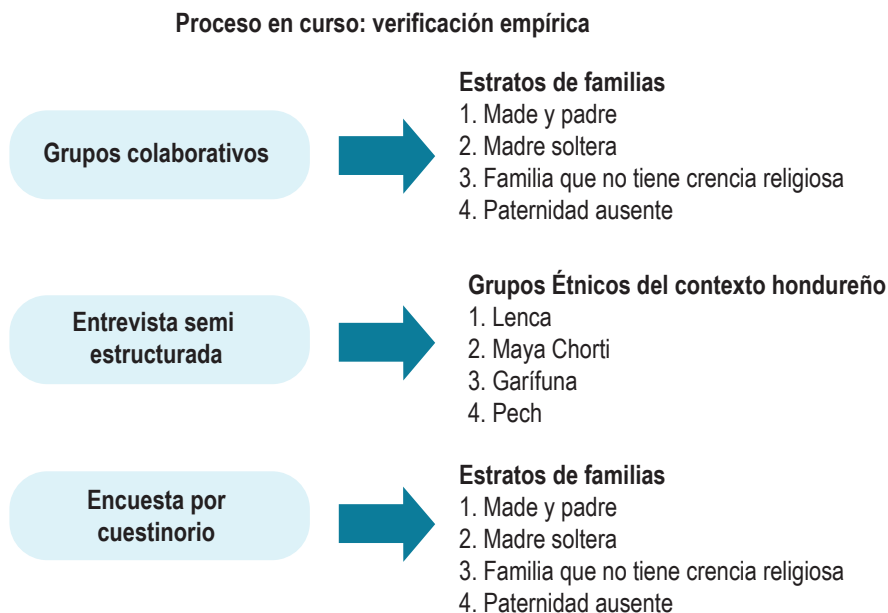 Proceso en curso: verificación empírica
Grupos colaborativos
Estratos de familias
1. Made y padre
2. Madre soltera
3. Familia que no tiene crencia religiosa
4. Paternidad ausente
Entrevista semi
estructurada
Grupos Étnicos del contexto hondureño
1. Lenca
2. Maya Chorti
3. Garífuna
4. Pech
Encuesta por
cuestinorio
Estratos de familias
1. Made y padre
2. Madre soltera
3. Familia que no tiene crencia religiosa
4. Paternidad ausente